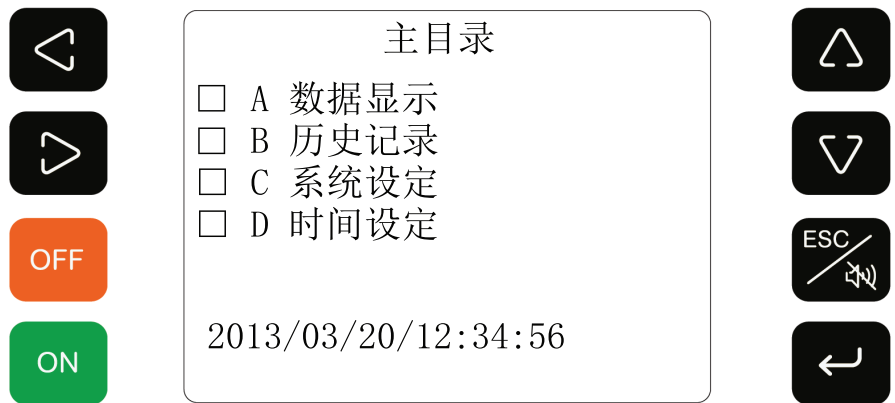 主目录
□ A 数据显示
□ B 历史记录
□ C 系统设定
□ D 时间设定
2013/03/20/12:34:56
OFF
ON
ESC